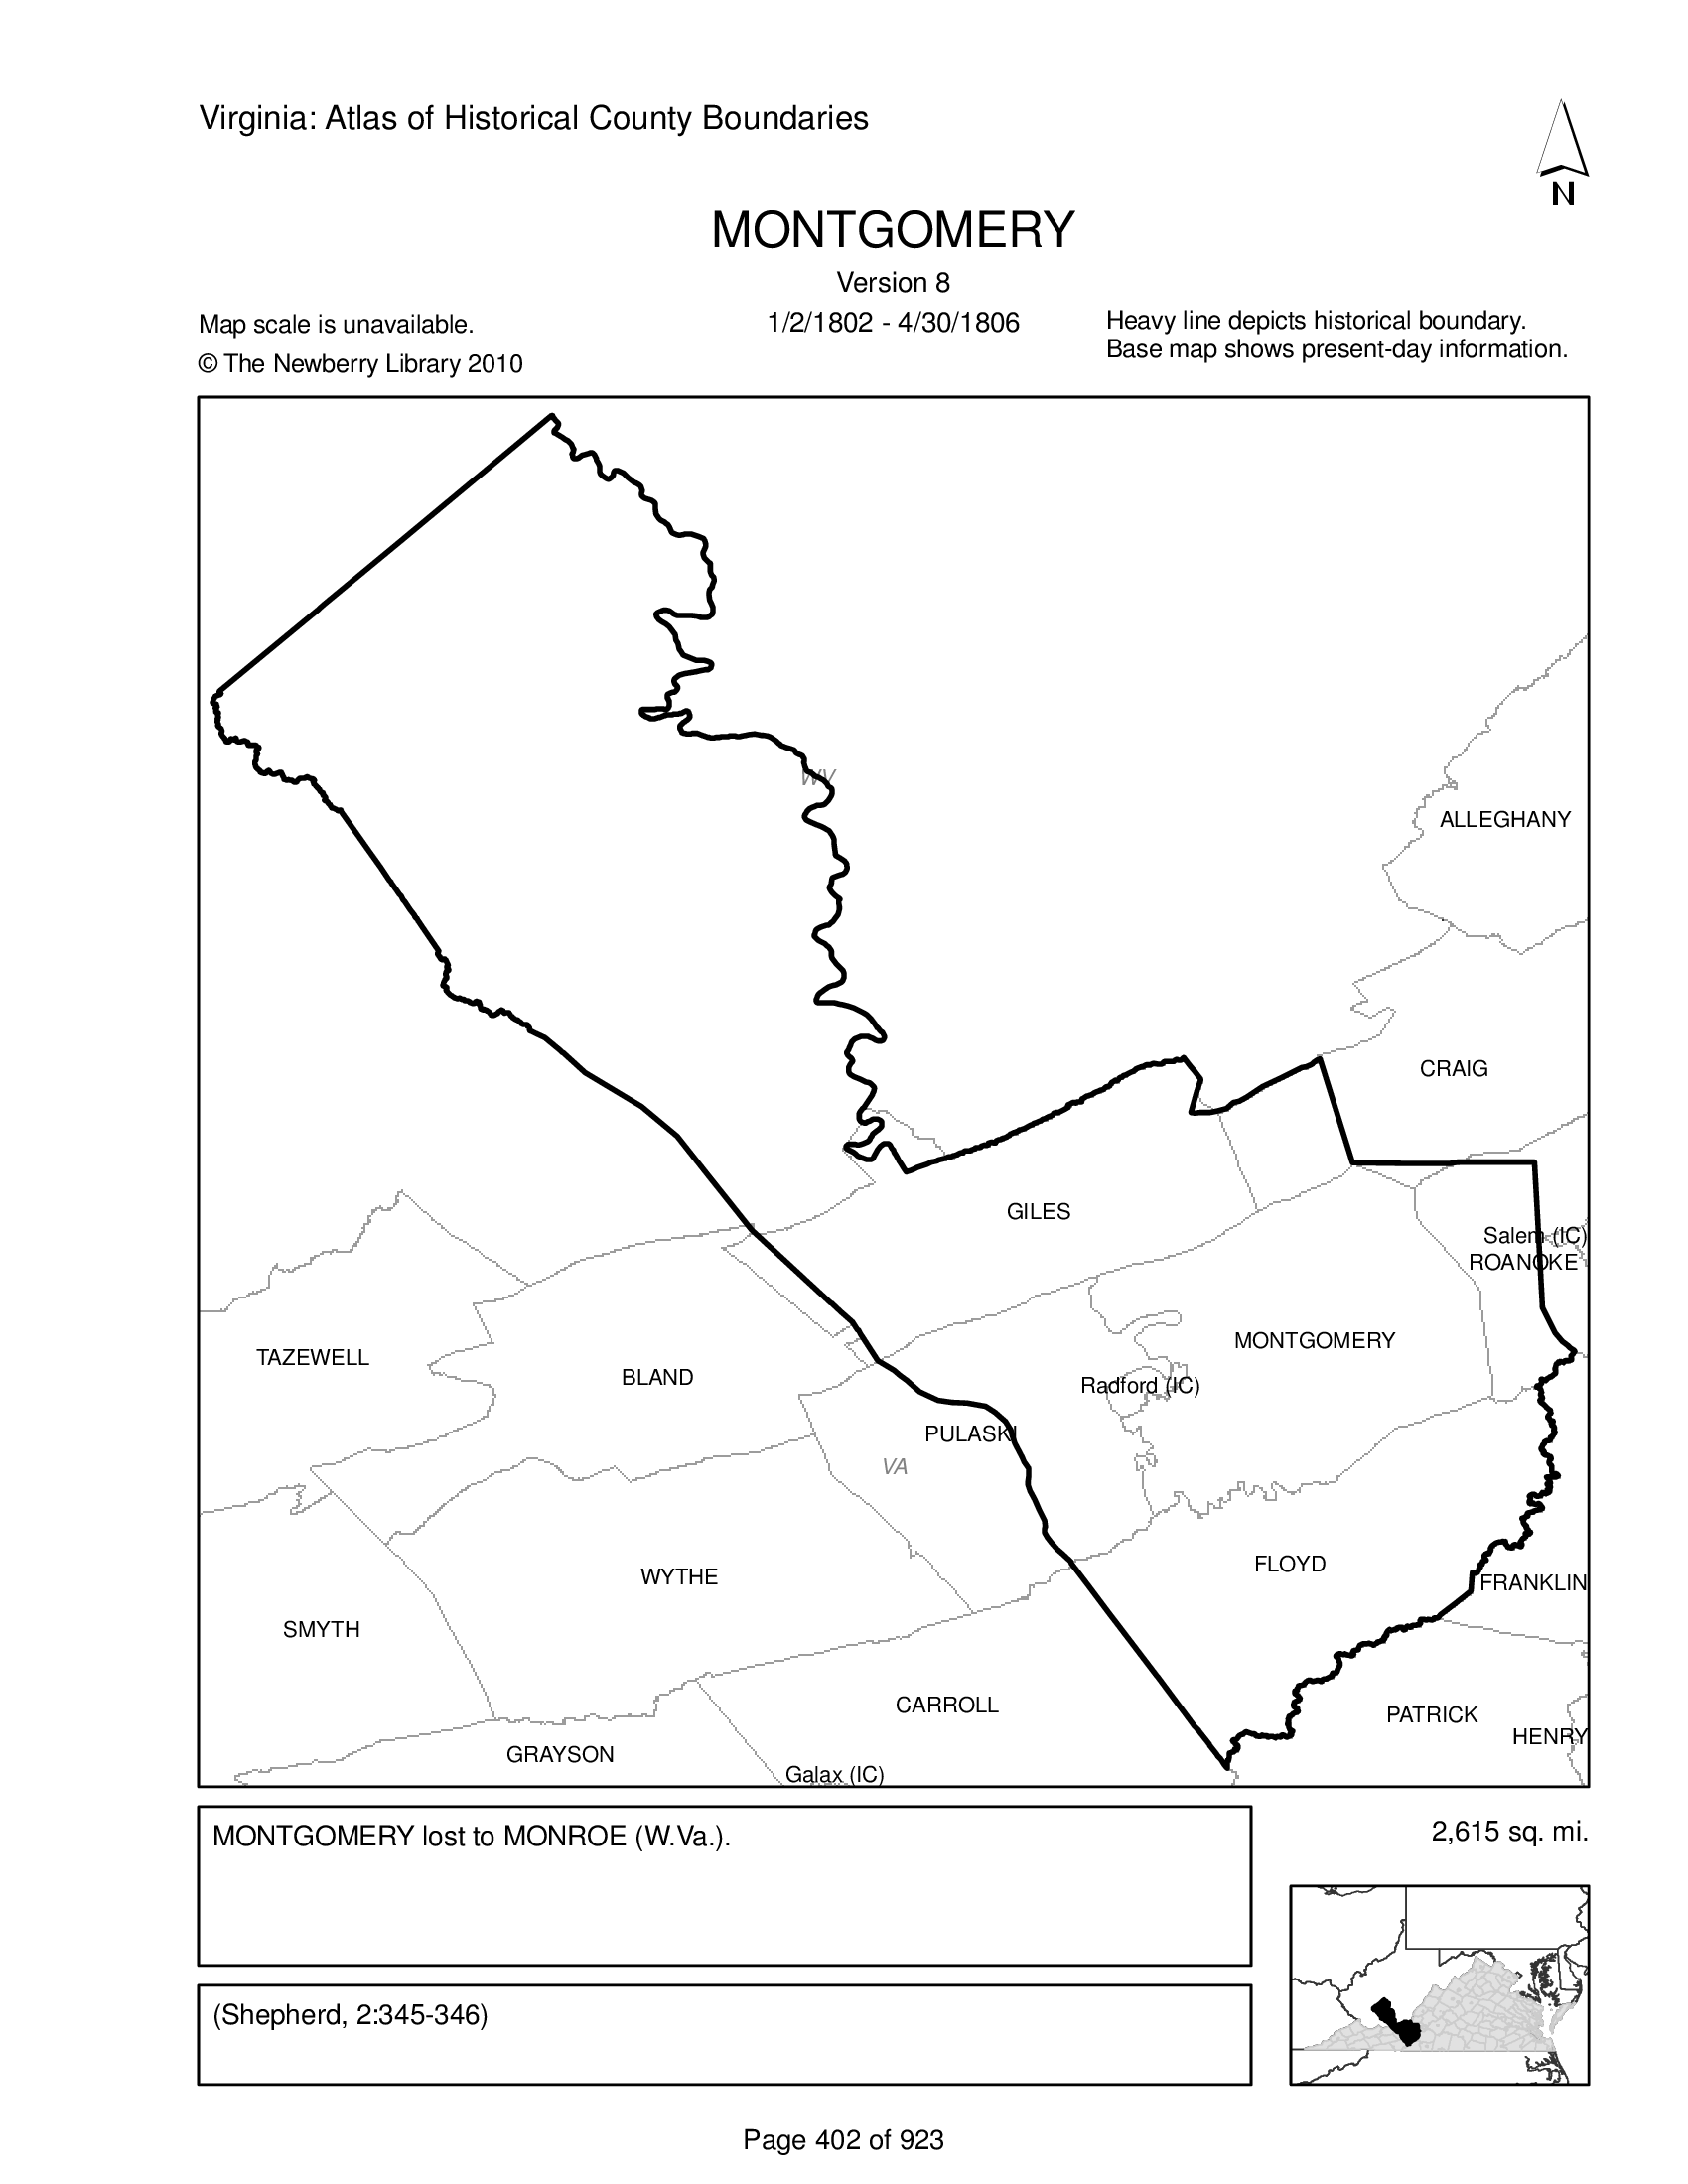 Virginia: Atlas of Historical County Boundaries
N
MONTGOMERY
Version 8
Map scale is unavailable.
1/2/1802 - 4/30/1806
Heavy line depicts historical boundary.
Base map shows present-day information.
© The Newberry Library 2010
WV
ALLEGHANY
CRAIG
GILES
Salem (IC)
ROANOKE
MONTGOMERY
TAZEWELL
BLAND
Radford (IC)
PULASKI
VA
FLOYD
WYTHE
FRANKLIN
SMYTH
CARROLL
PATRICK
HENRY
GRAYSON
Galax (IC)
MONTGOMERY lost to MONROE (W.Va.).
2,615 sq. mi.
(Shepherd, 2:345-346)
Page 402 of 923